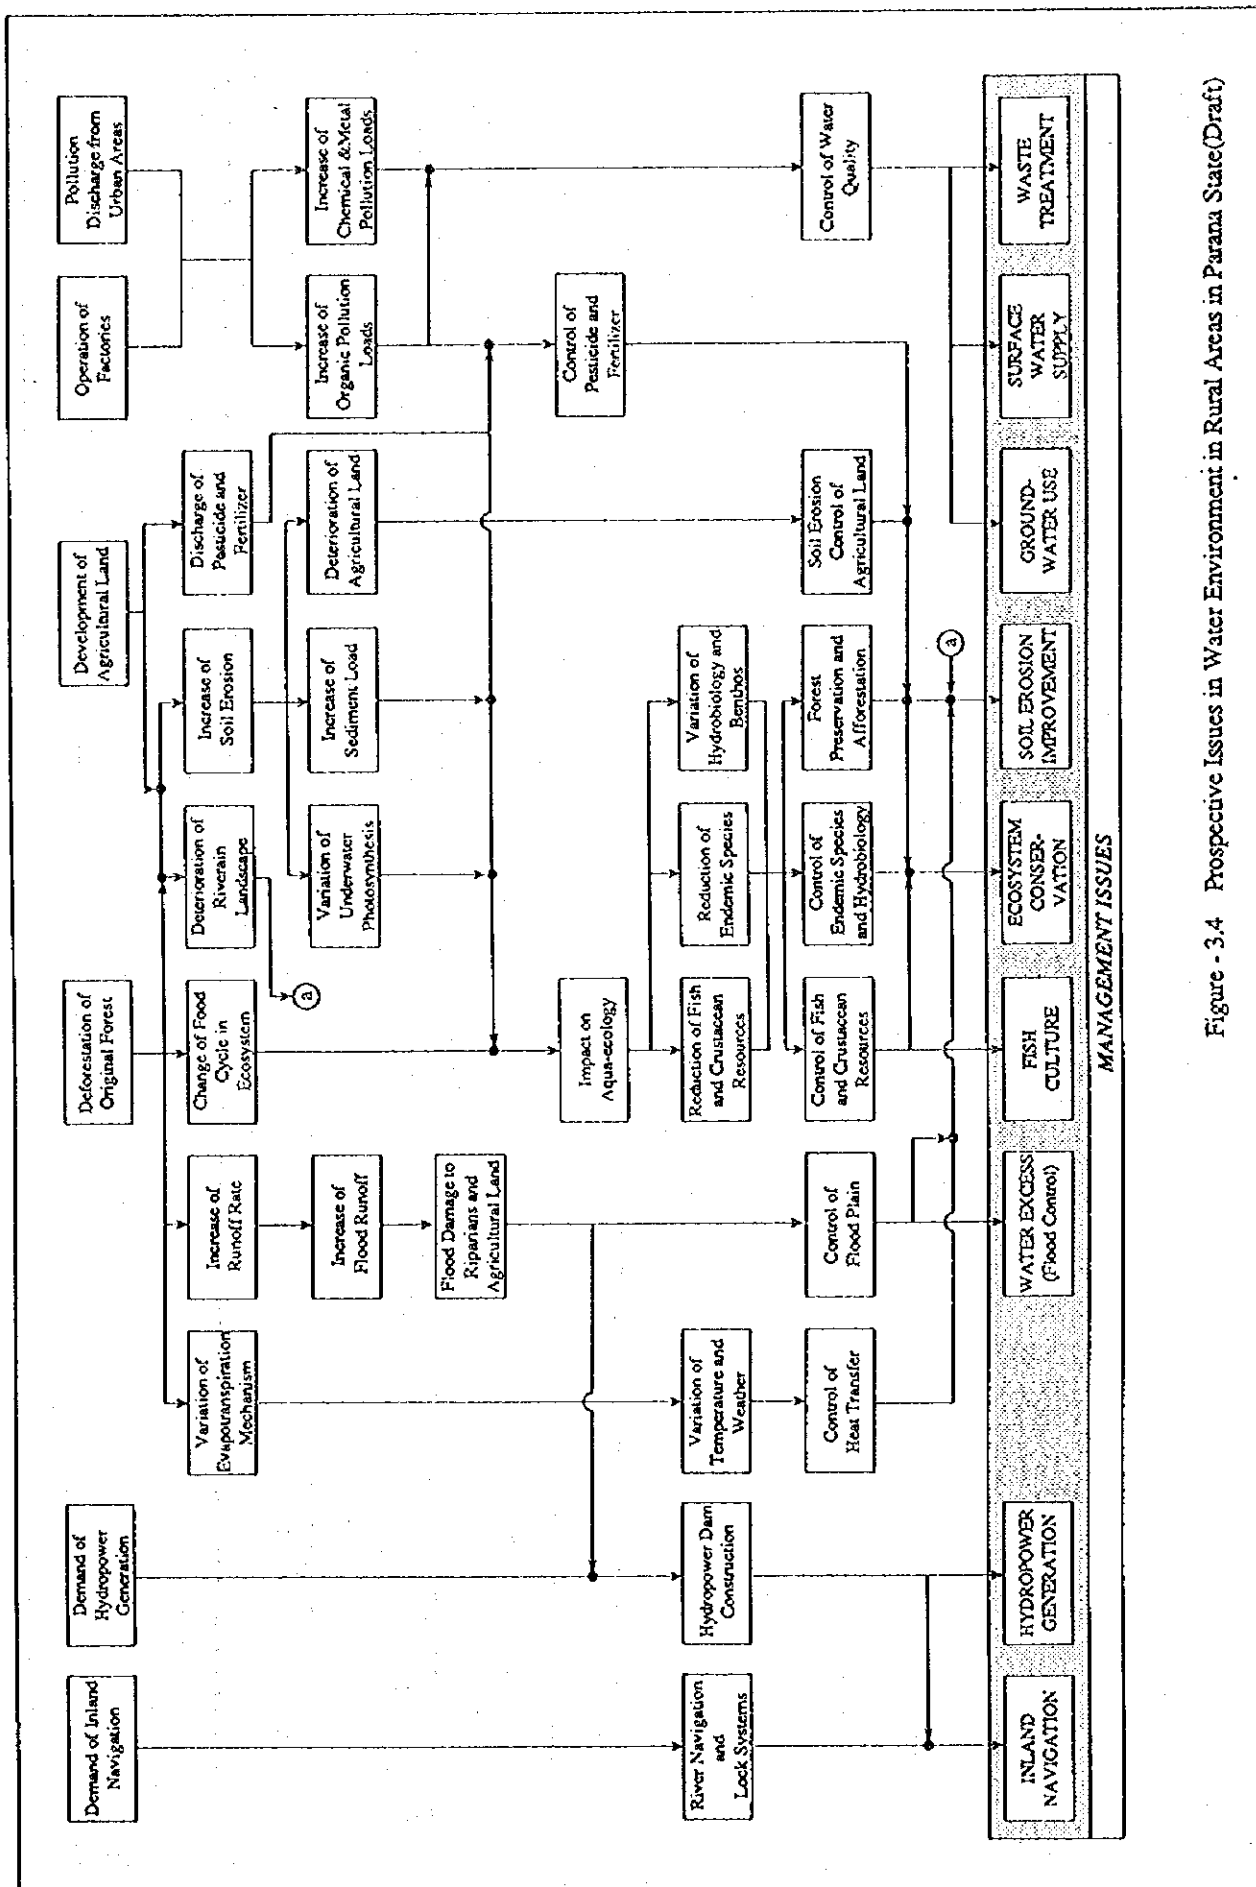 Demand of Inland
Navigation
Demand of
Hydropower
Generation
Deforestation of
Original Forest
Development of
Agricultural Land
Operation of
Factories
Pollution
Discharge from
Urban Areas
Variation of
Evapotranspiration
Mechanism
Increase of
Runoff Rate
Change of Food
Cycle in
Ecosystem
Deterioration of
Riverain
Landscape
Increase of
Soil Erosion
Discharge of
Pesticide and
Fertilizer
a
Increase of
Flood Runoff
Variation of
Underwater
Photosynthesis
Increase of
Sediment Load
Deterioration of
Agricultural Land
Increase of
Organic Pollution
Loads
Increase of
Chemical &Metal
Pollution Loads
Flood Damage to
Riparians and
Agricultural Land
Impact on
Aqua-ecology
Control of
Pesticide and
Fertilizer
River Navigation
and
Lock Systems
Hydropower Dam
Construction
Variation of
Temperature and
Weather
Reduction of Fish
and Crustacean
Resources
Reduction of
Endemic Species
Variation of
Hydrobiology and
Benthos
Control of
Heat Transfer
Control of
Flood Plain
Control of Fish
and Crustacean
Resources
Control of
Endemic Species
and Hydrobiology
Forest
Preservation and
Afforestation
Soil Erosion
Control of
Agricultural Land
Control of Water
Quality
a
INLAND
NAVIGATION
HYDROPOWER
GENERATION
WATER EXCESS
(Flood Control)
FISH
CULTURE
ECOSYSTEM
CONSER-
VATION
SOIL EROSION
IMPROVEMENT
GROUND-
WATER USE
SURFACE
WATER
SUPPLY
WASTE
TREATMENT
MANAGEMENT ISSUES
Figure - 3.4 Prospective Issues in Water Environment in Rural Areas in Parana State(Draft)